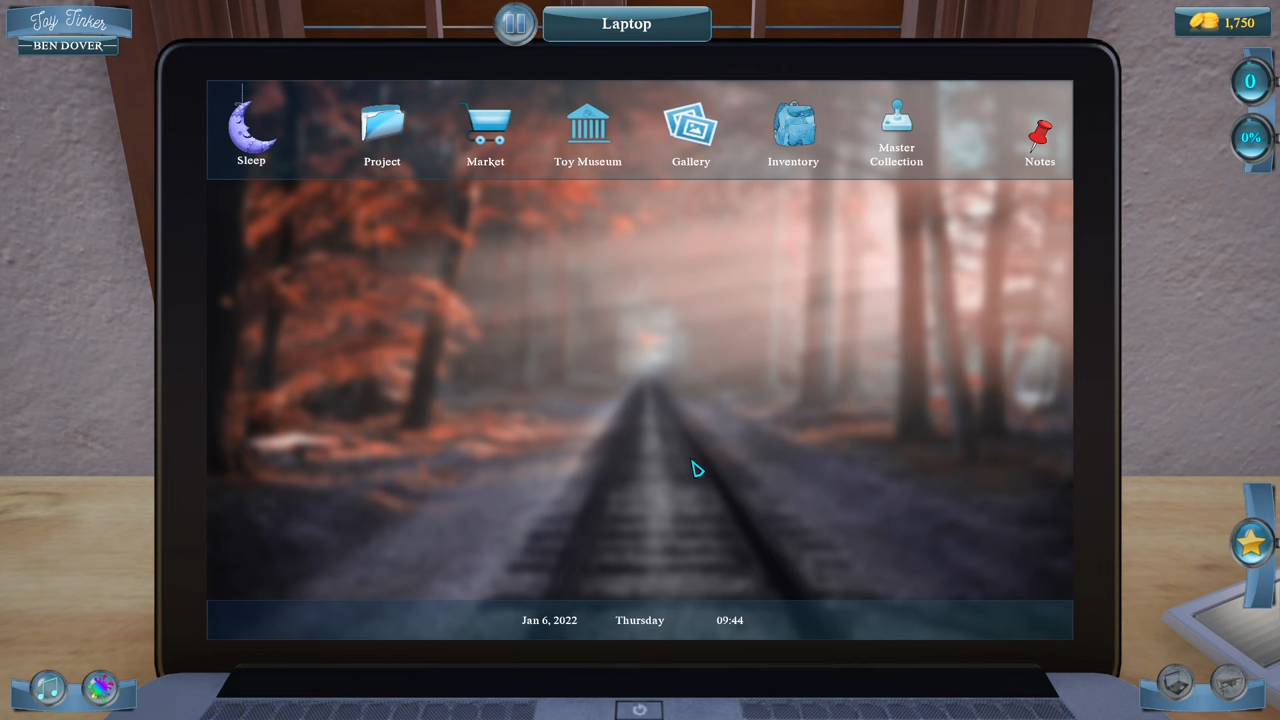 Toy Tinker
BEN DOVER
Laptop
1,750
0
0%
Sleep
Project
Market
Toy Museum
Gallery
Inventory
Master
Collection
Notes
Jan 6, 2022 Thursday 09:44